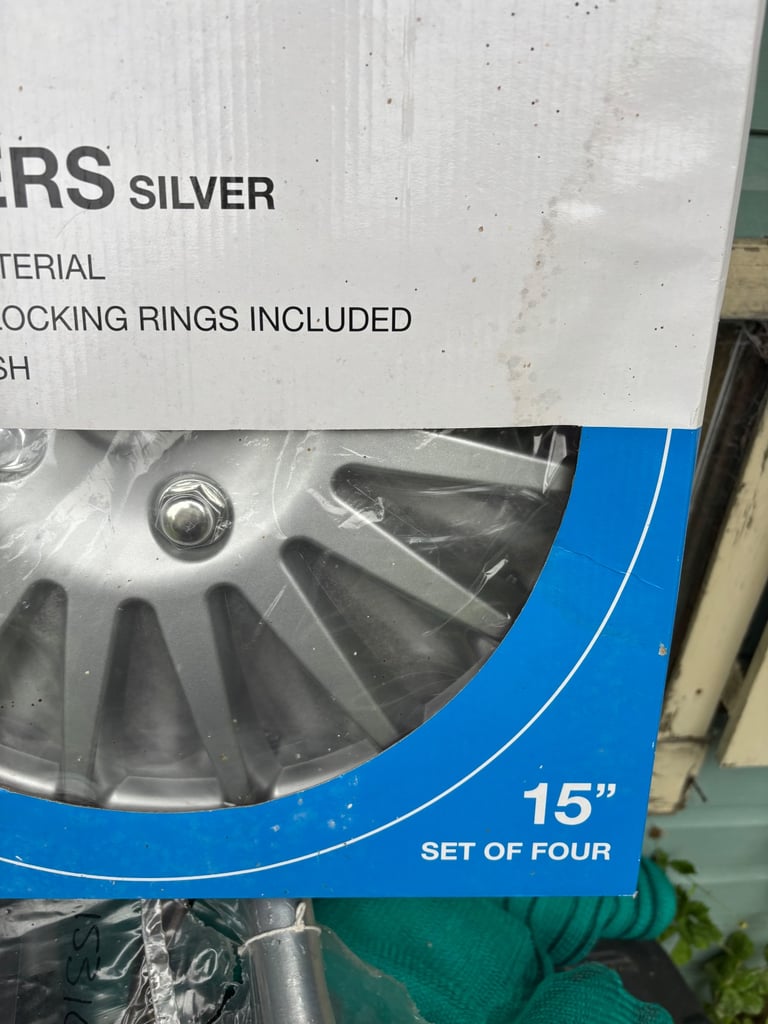 ERS SILVER
TERIAL
LOCKING RINGS INCLUDED
SH
15”
SET OF FOUR